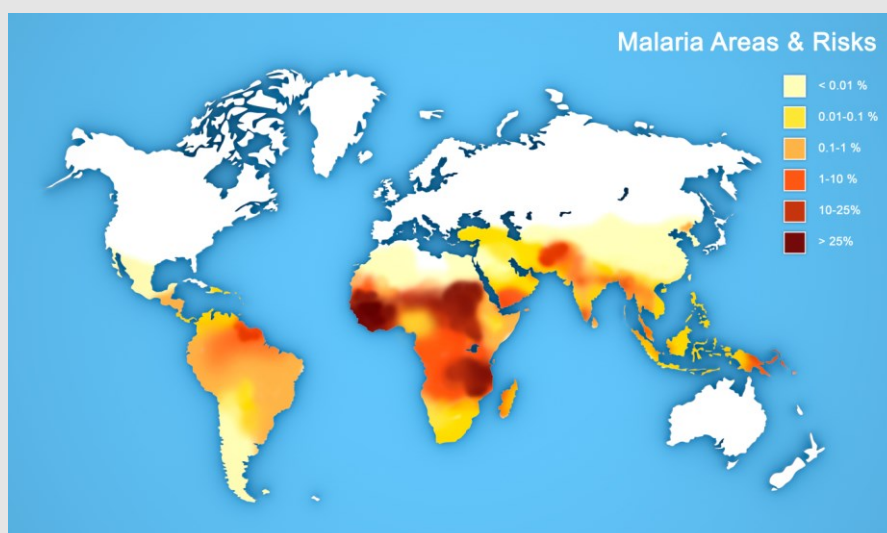 Malaria Areas & Risks
< 0.01 %
0.01-0.1 %
0.1-1 %
1-10 %
10-25%
> 25%